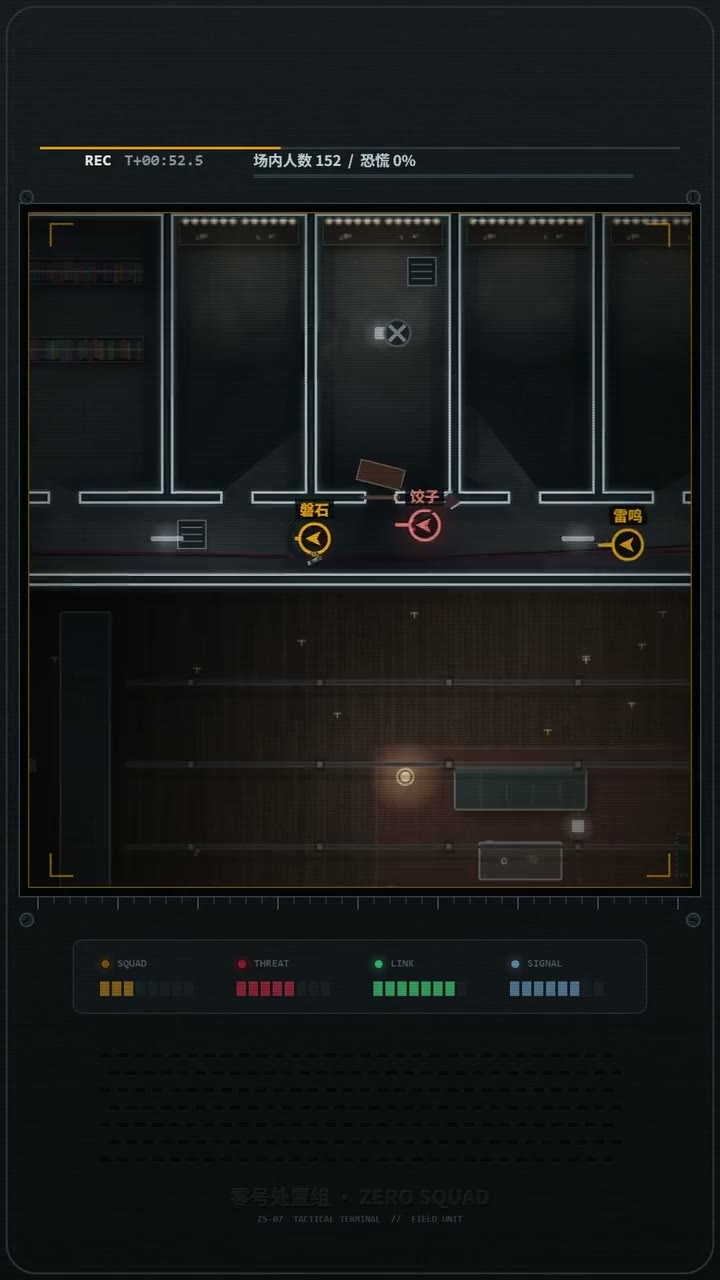 REC T+00:52.5 场内人数 152 / 恐慌 0%
饺子
磐石
雷鸣
SQUAD THREAT LINK SIGNAL
零号处置组 · ZERO SQUAD
ZS-07 TACTICAL TERMINAL // FIELD UNIT